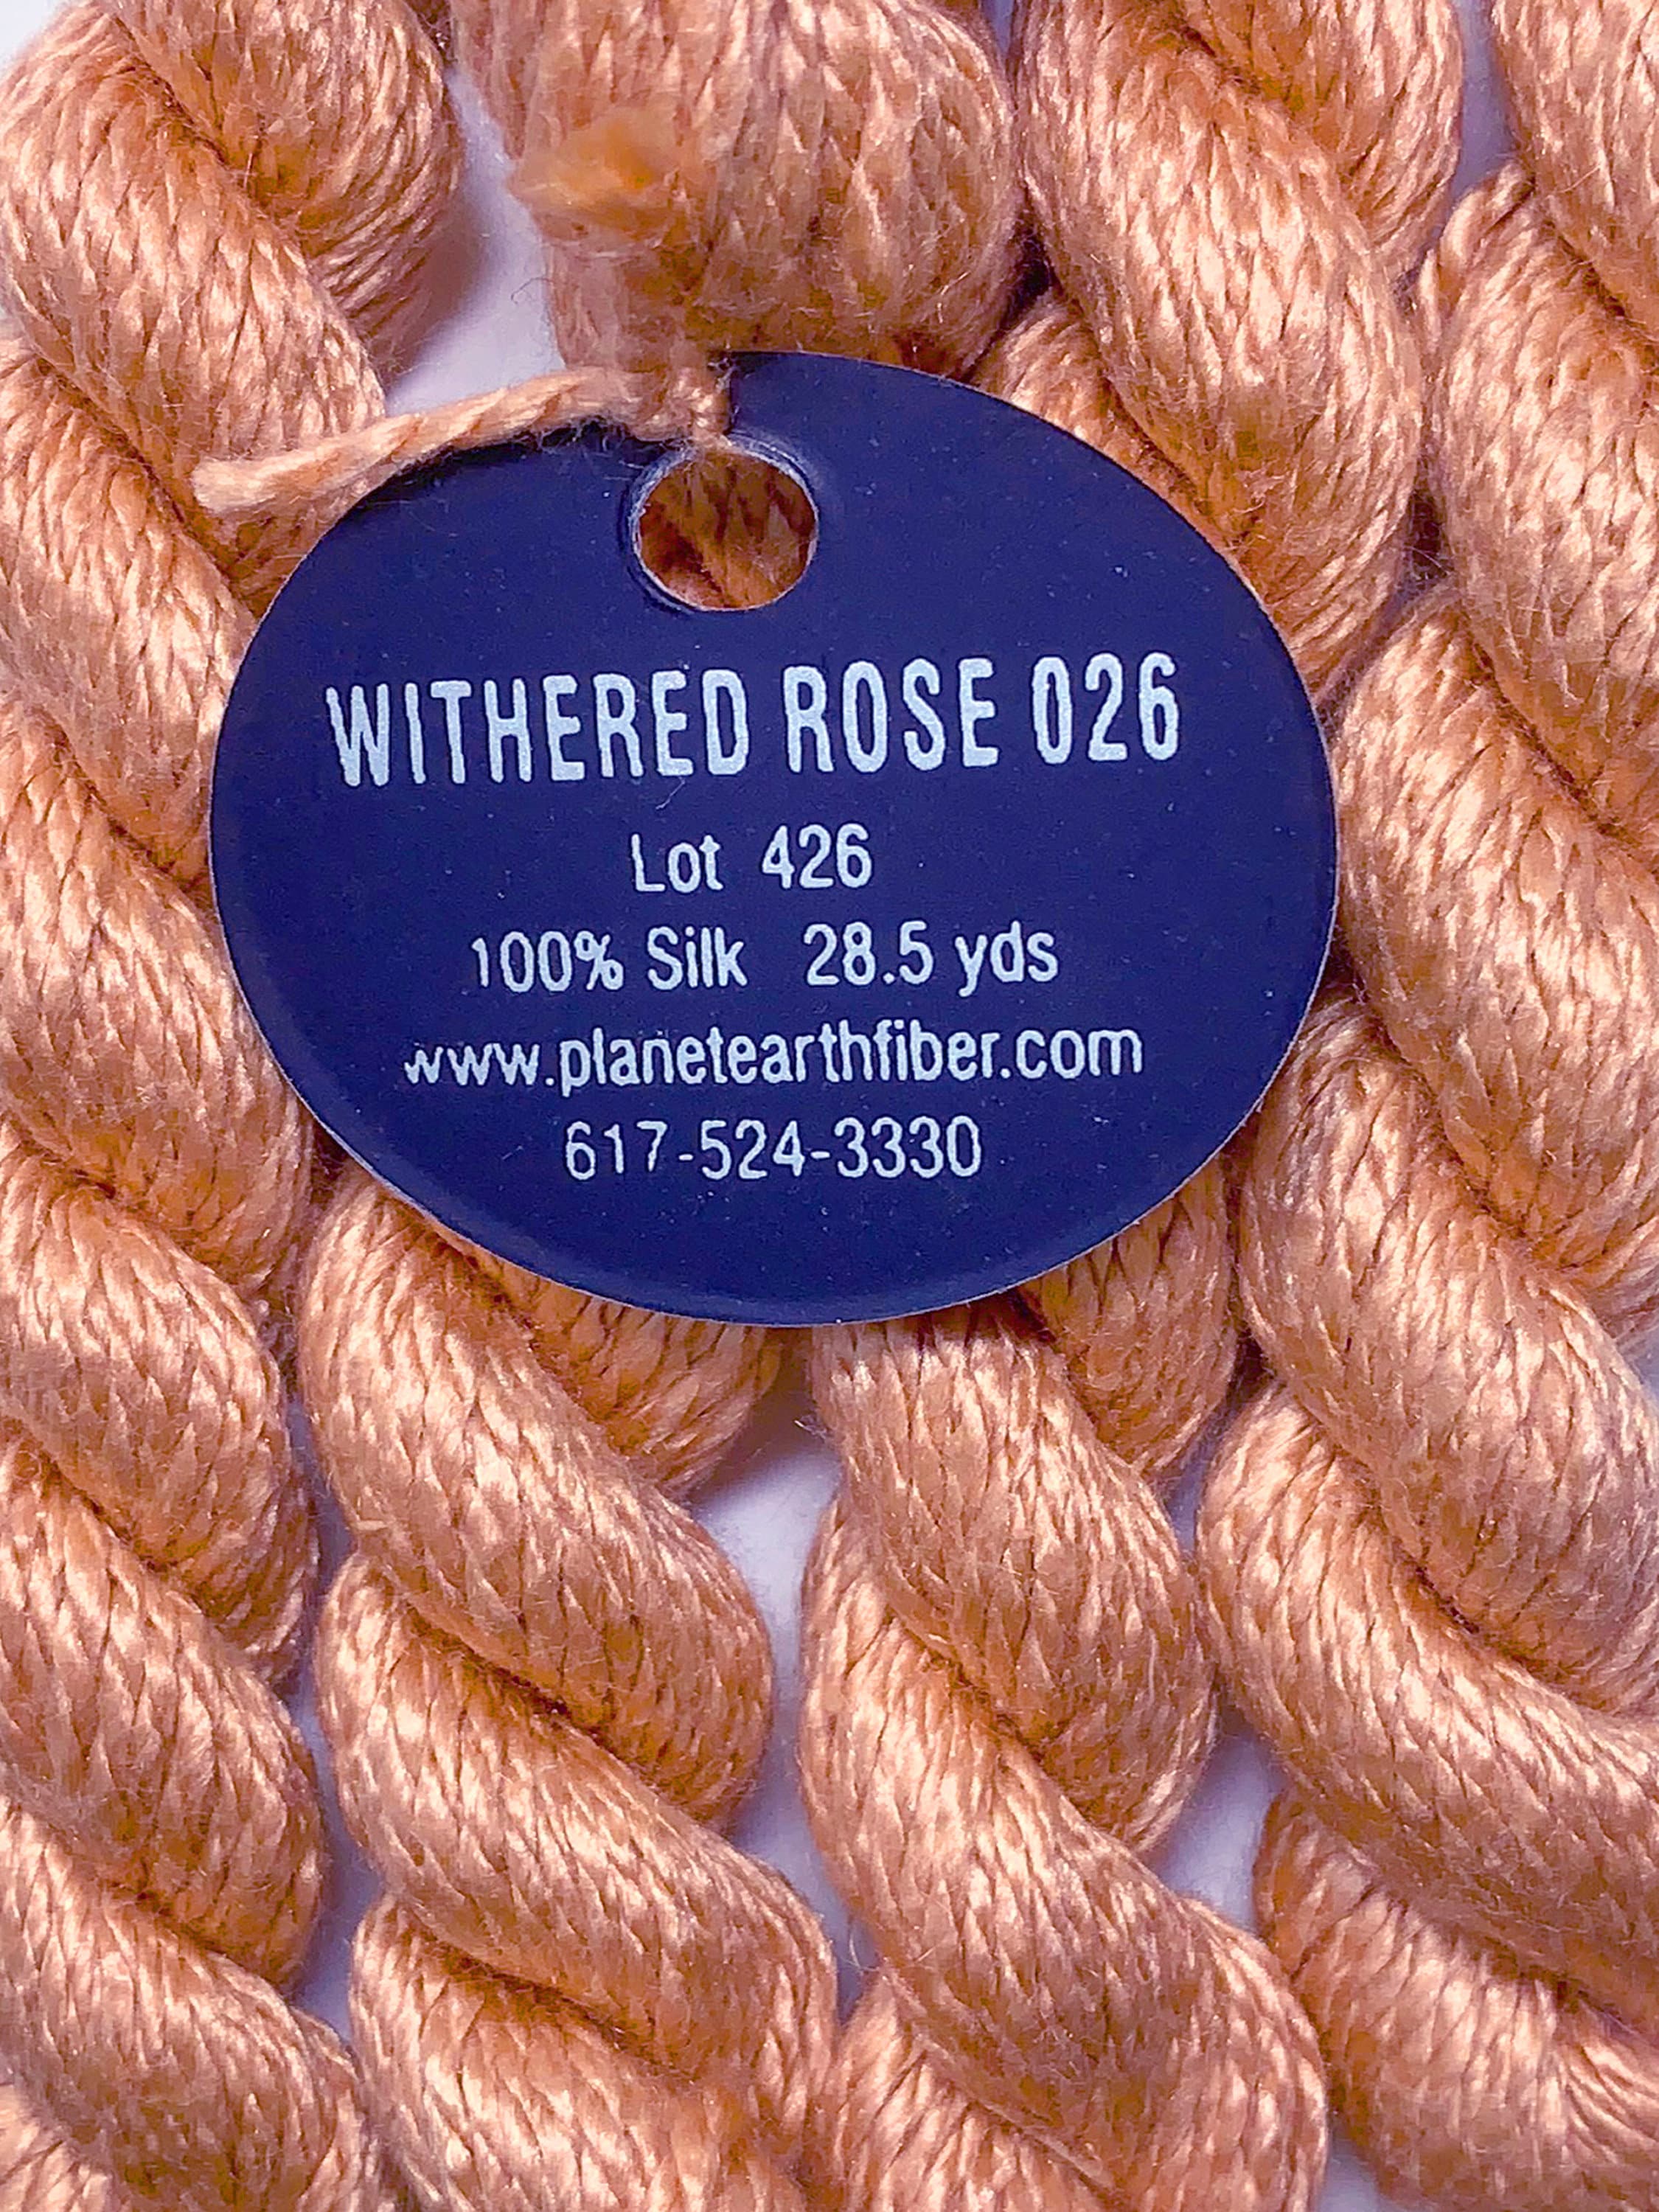 WITHERED ROSE 026
Lot 426
100% Silk 28.5 yds
www.planetearthfiber.com
617-524-3330